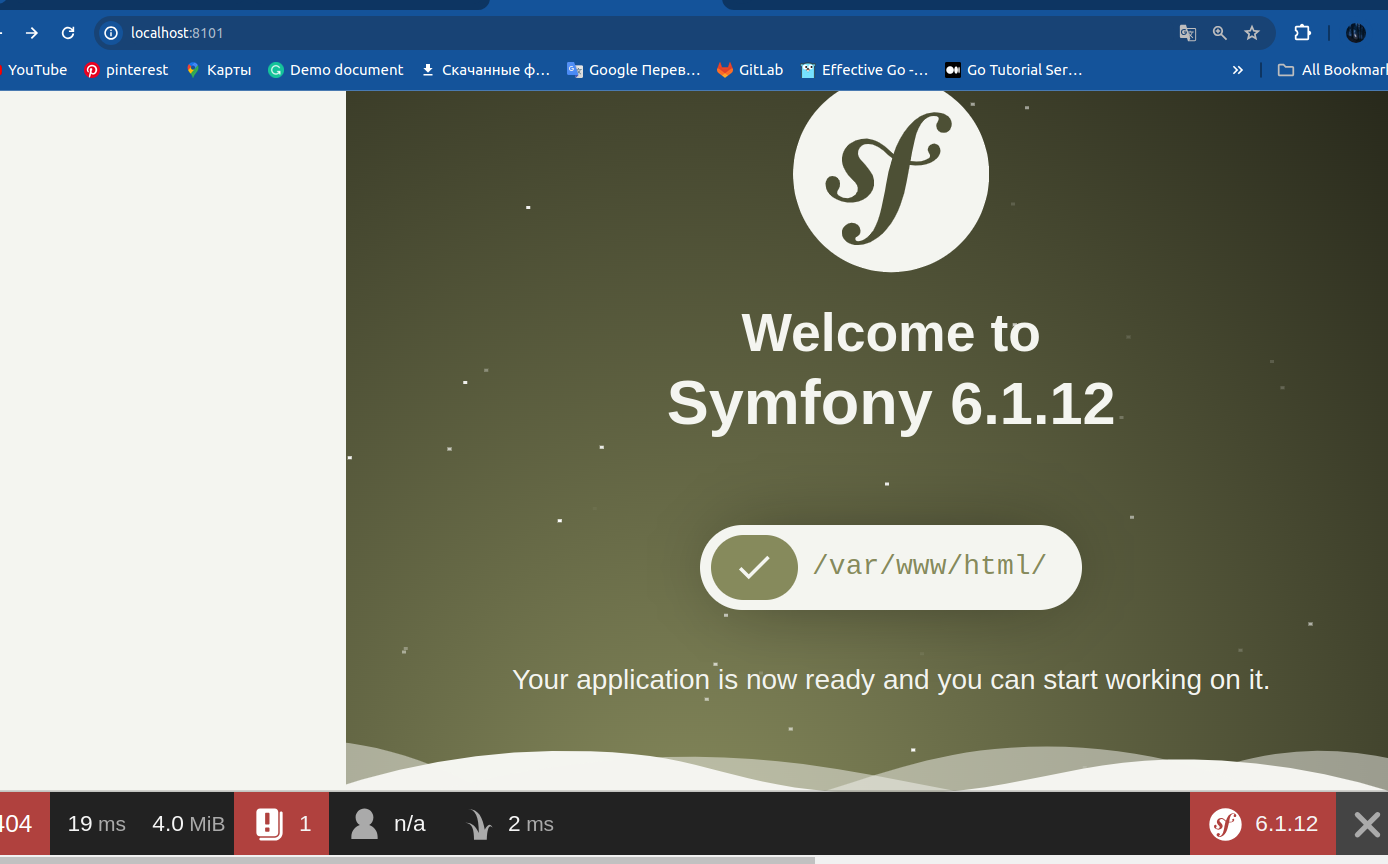 localhost:8101
YouTube pinterest Карты Demo document Скачанные ф... Google Перев... GitLab Effective Go -... Go Tutorial Ser... » All Bookmar
sf
Welcome to
Symfony 6.1.12
/var/www/html/
Your application is now ready and you can start working on it.
404 19 ms 4.0 MiB 1 n/a 2 ms sf 6.1.12